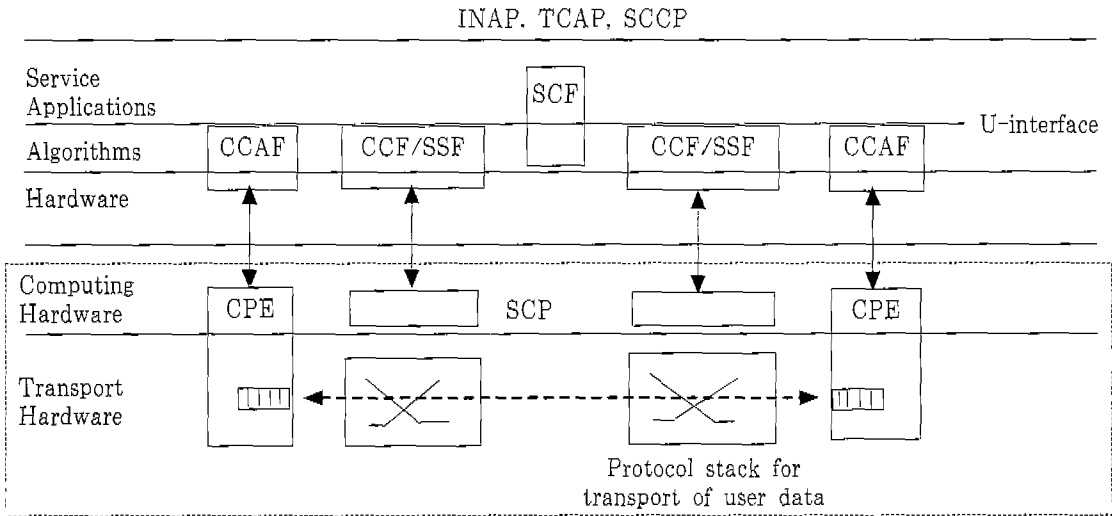 INAP. TCAP, SCCP
Service
Applications
SCF
U-interface
Algorithms
CCAF
CCF/SSF
CCF/SSF
CCAF
Hardware
Computing
Hardware
CPE
SCP
CPE
Transport
Hardware
Protocol stack for
transport of user data